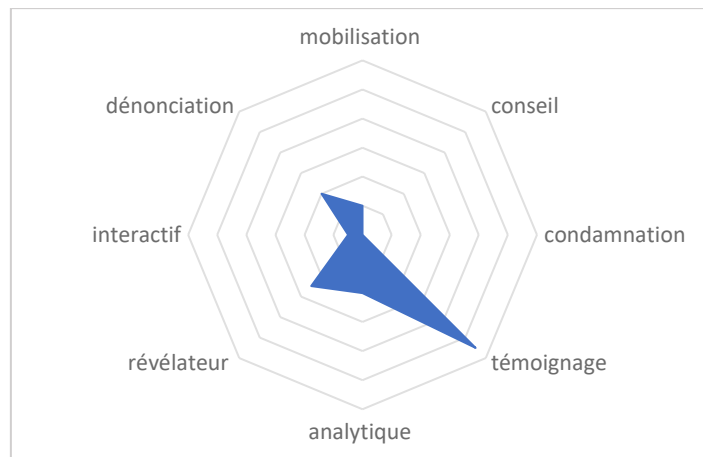 mobilisation
dénonciation
conseil
interactif
condamnation
révélateur
témoignage
analytique